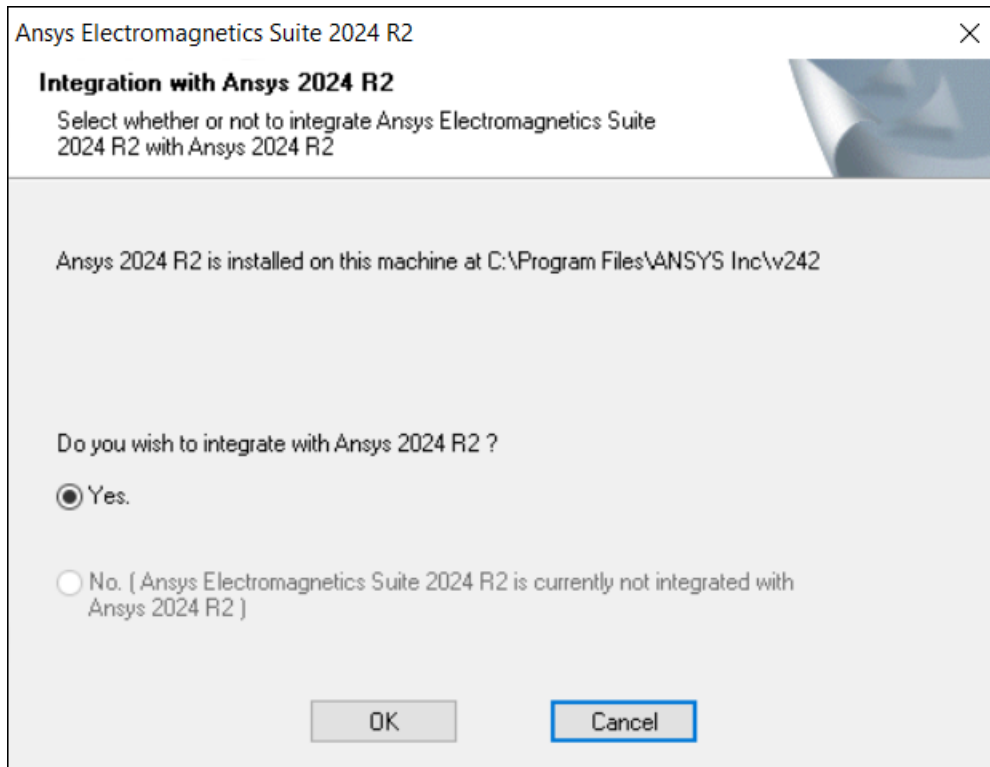 Ansys Electromagnetics Suite 2024 R2
Integration with Ansys 2024 R2
Select whether or not to integrate Ansys Electromagnetics Suite
2024 R2 with Ansys 2024 R2
Ansys 2024 R2 is installed on this machine at C:\Program Files\ANSYS Inc\v242
Do you wish to integrate with Ansys 2024 R2 ?
Yes.
No. ( Ansys Electromagnetics Suite 2024 R2 is currently not integrated with
Ansys 2024 R2 )
OK
Cancel